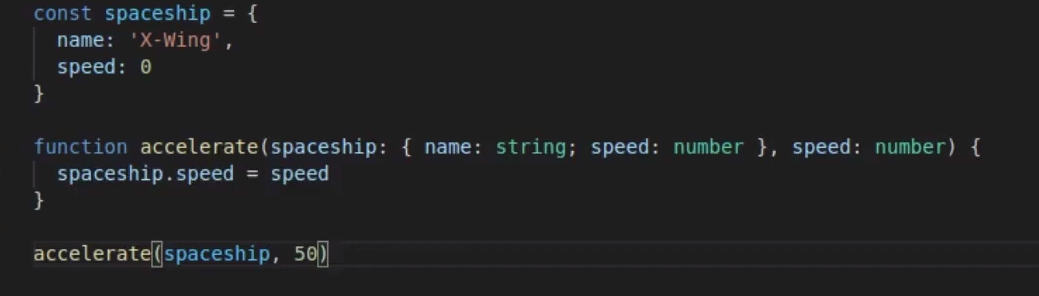 const spaceship = {
  name: 'X-Wing',
  speed: 0
}
function accelerate(spaceship: { name: string; speed: number }, speed: number) {
  spaceship.speed = speed
}
accelerate(spaceship, 50)